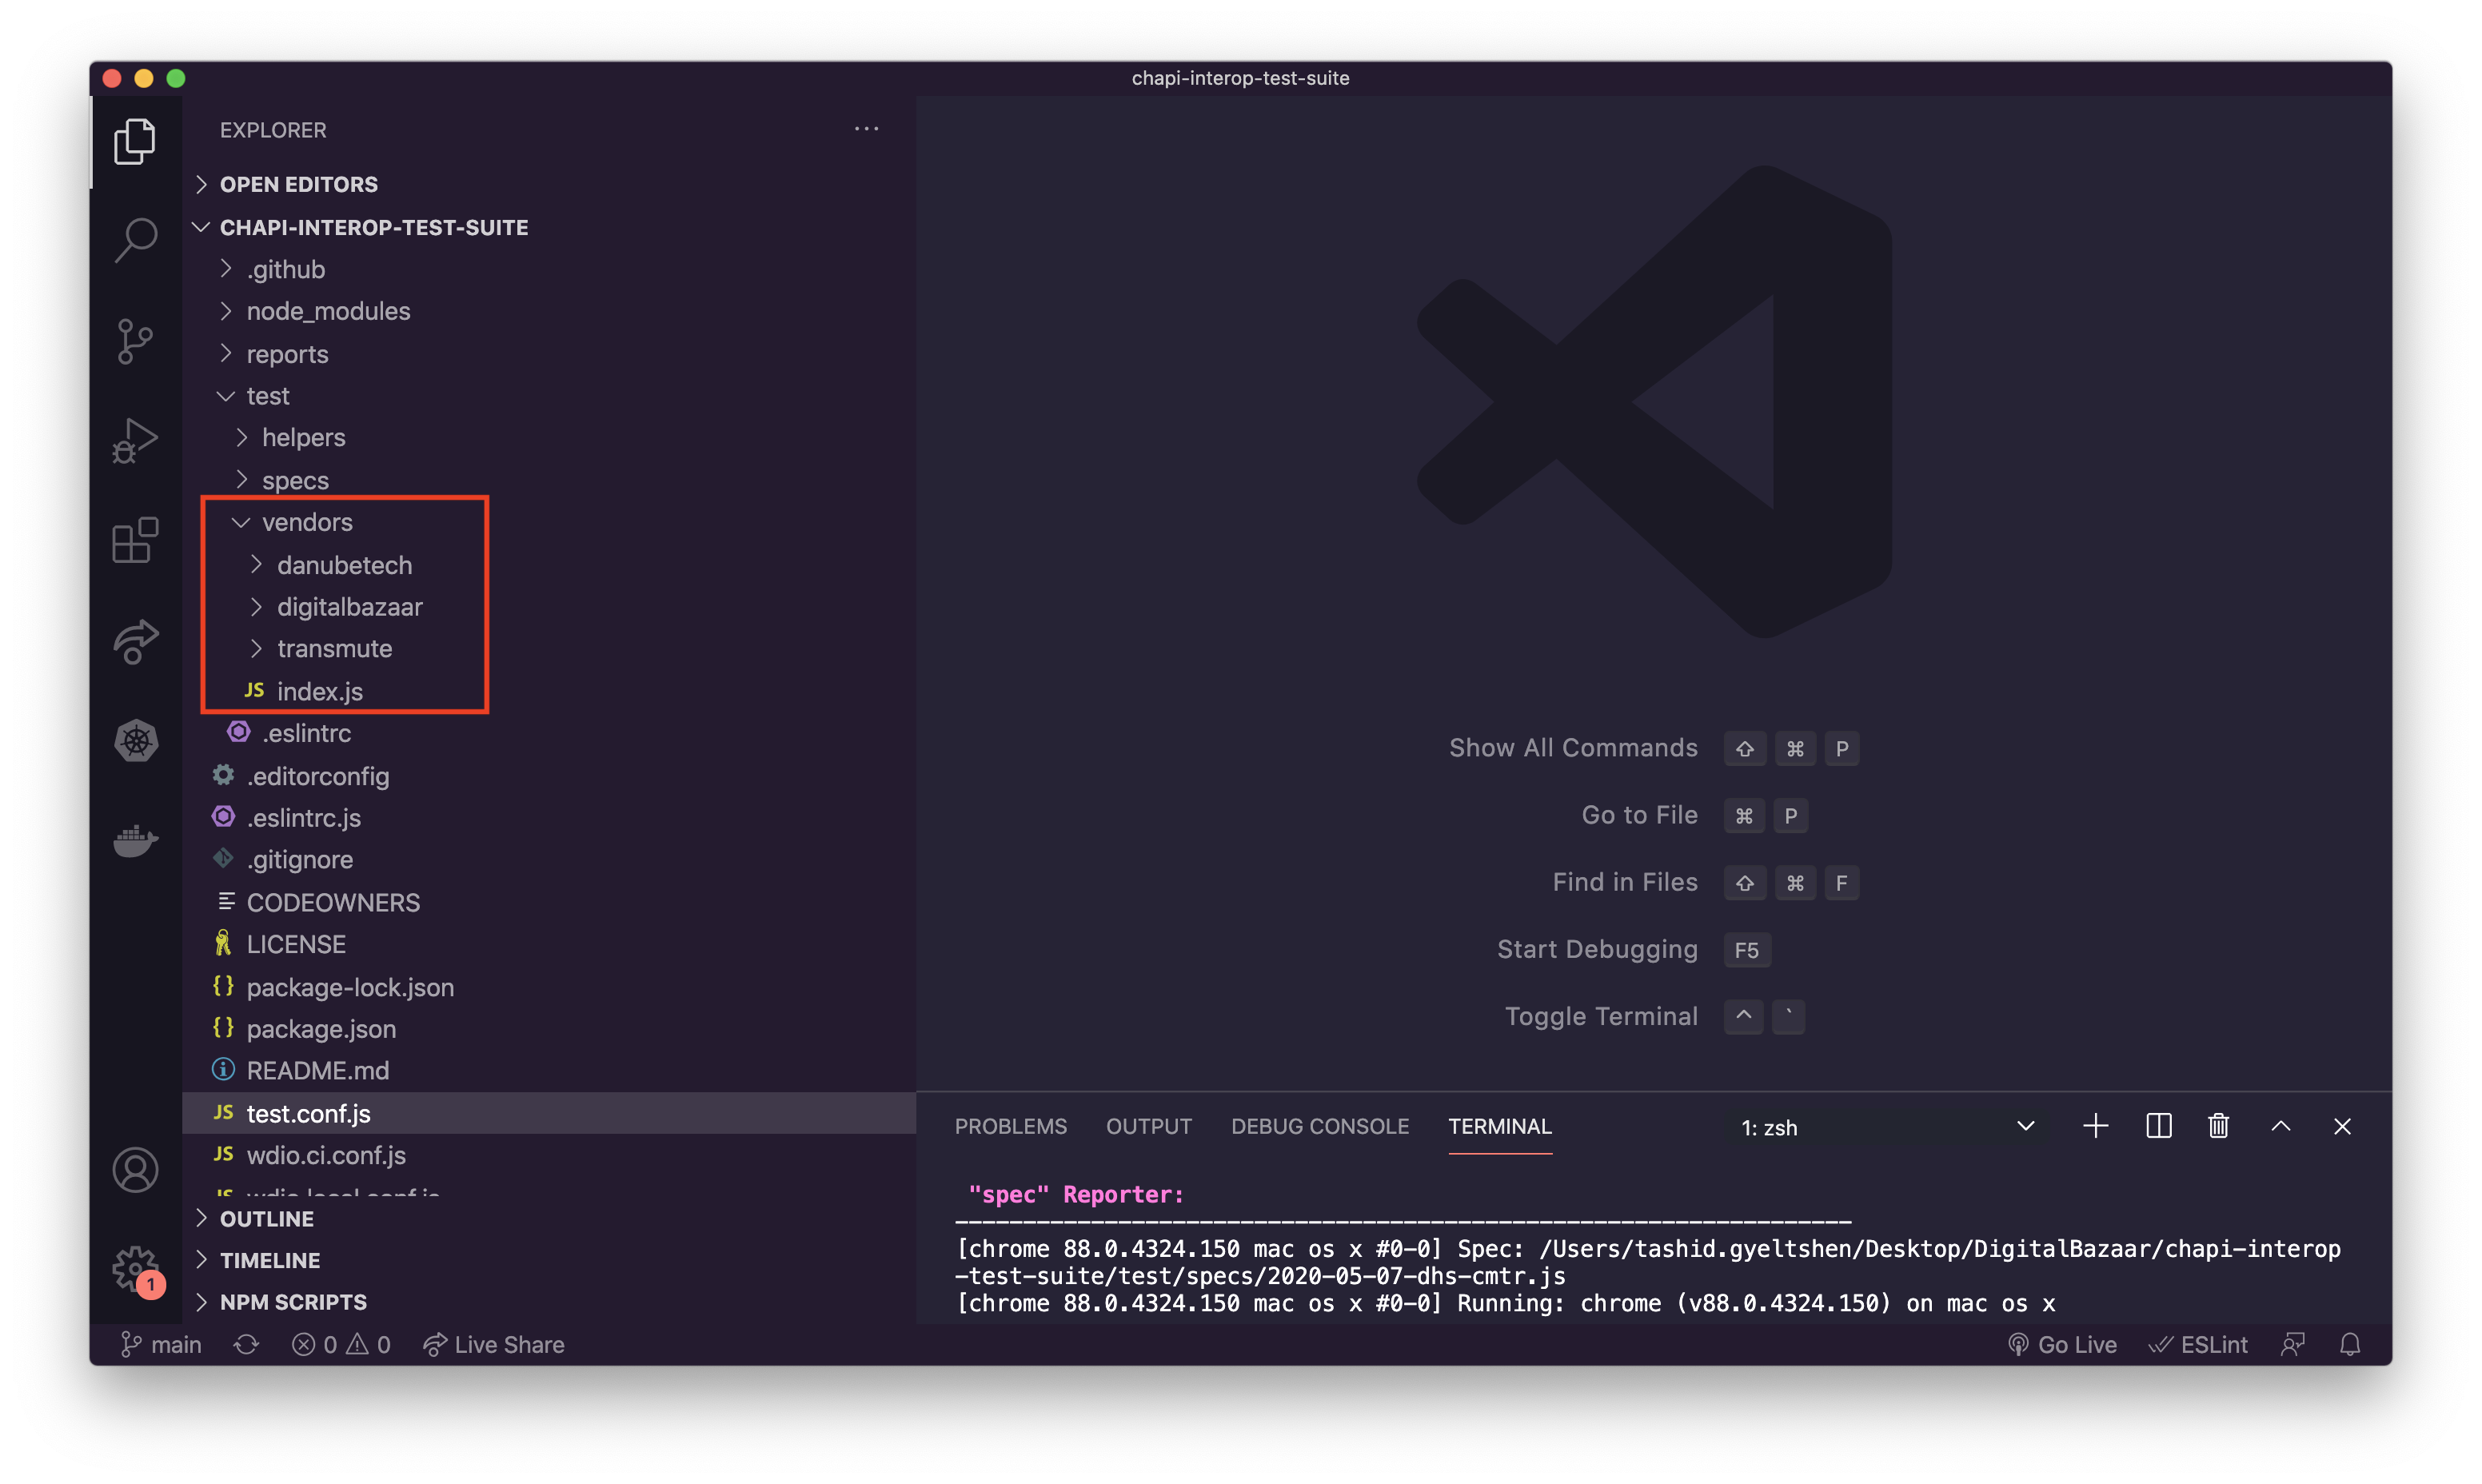 chapi-interop-test-suite
EXPLORER
OPEN EDITORS
CHAPI-INTEROP-TEST-SUITE
.github
node_modules
reports
test
helpers
specs
vendors
danubetech
digitalbazaar
transmute
JS index.js
.eslintrc
.editorconfig
.eslintrc.js
.gitignore
CODEOWNERS
LICENSE
{} package-lock.json
{} package.json
README.md
JS test.conf.js
JS wdio.ci.conf.js
JS wdio.local.conf.js
OUTLINE
TIMELINE
NPM SCRIPTS
1
Show All Commands ⇧ ⌘ P
Go to File ⌘ P
Find in Files ⇧ ⌘ F
Start Debugging F5
Toggle Terminal ^ `
PROBLEMS OUTPUT DEBUG CONSOLE TERMINAL 1: zsh
"spec" Reporter:
------------------------------------------------------------------
[chrome 88.0.4324.150 mac os x #0-0] Spec: /Users/tashid.gyeltshen/Desktop/DigitalBazaar/chapi-interop
-test-suite/test/specs/2020-05-07-dhs-cmtr.js
[chrome 88.0.4324.150 mac os x #0-0] Running: chrome (v88.0.4324.150) on mac os x
main 0 0 Live Share Go Live ESLint